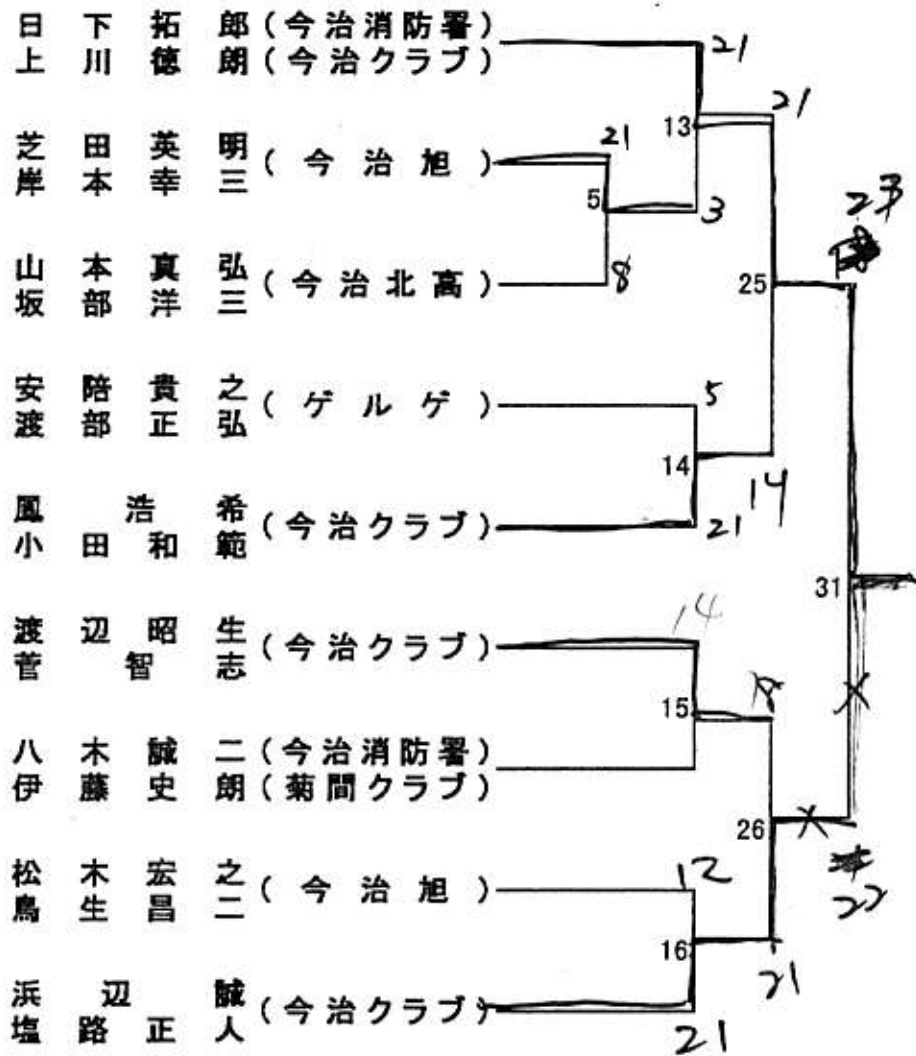 日下拓郎(今治消防署)
上川徳朗(今治クラブ)
21
21
13
芝田英明
岸本幸三
(今治旭)
21
5
3
23
山本真弘
坂部洋三
(今治北高)
8
25
安陪貴之
渡部正弘
(ゲルゲ)
5
14
14
鳳浩希
小田和範
(今治クラブ)
21
31
渡辺昭生
菅智志
(今治クラブ)
14
15
八木誠二(今治消防署)
伊藤史朗(菊間クラブ)
26
松木宏之
鳥生昌二
(今治旭)
12
22
16
浜辺誠
塩路正人
(今治クラブ)
21
21